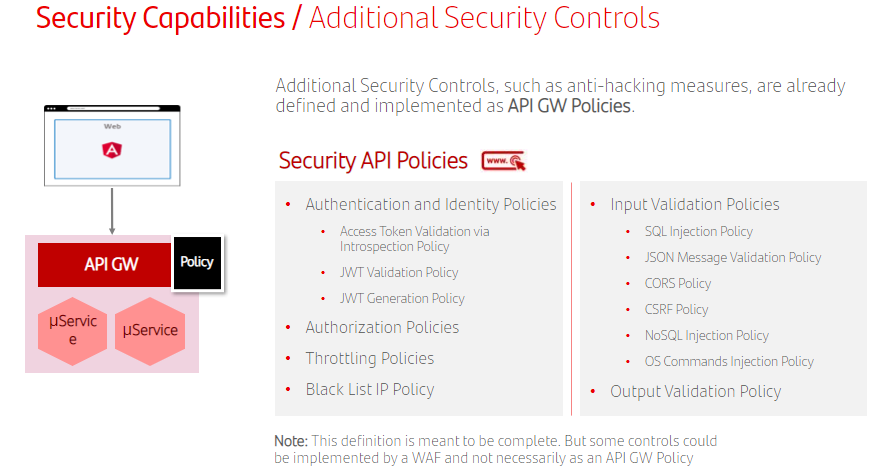 Security Capabilities / Additional Security Controls
Additional Security Controls, such as anti-hacking measures, are already
defined and implemented as API GW Policies.
Web
A
API GW
Policy
µServic
e
µService
Security API Policies
www.
• Authentication and Identity Policies
• Access Token Validation via
Introspection Policy
• JWT Validation Policy
• JWT Generation Policy
• Authorization Policies
• Throttling Policies
• Black List IP Policy
• Input Validation Policies
• SQL Injection Policy
• JSON Message Validation Policy
• CORS Policy
• CSRF Policy
• NoSQL Injection Policy
• OS Commands Injection Policy
• Output Validation Policy
Note: This definition is meant to be complete. But some controls could
be implemented by a WAF and not necessarily as an API GW Policy